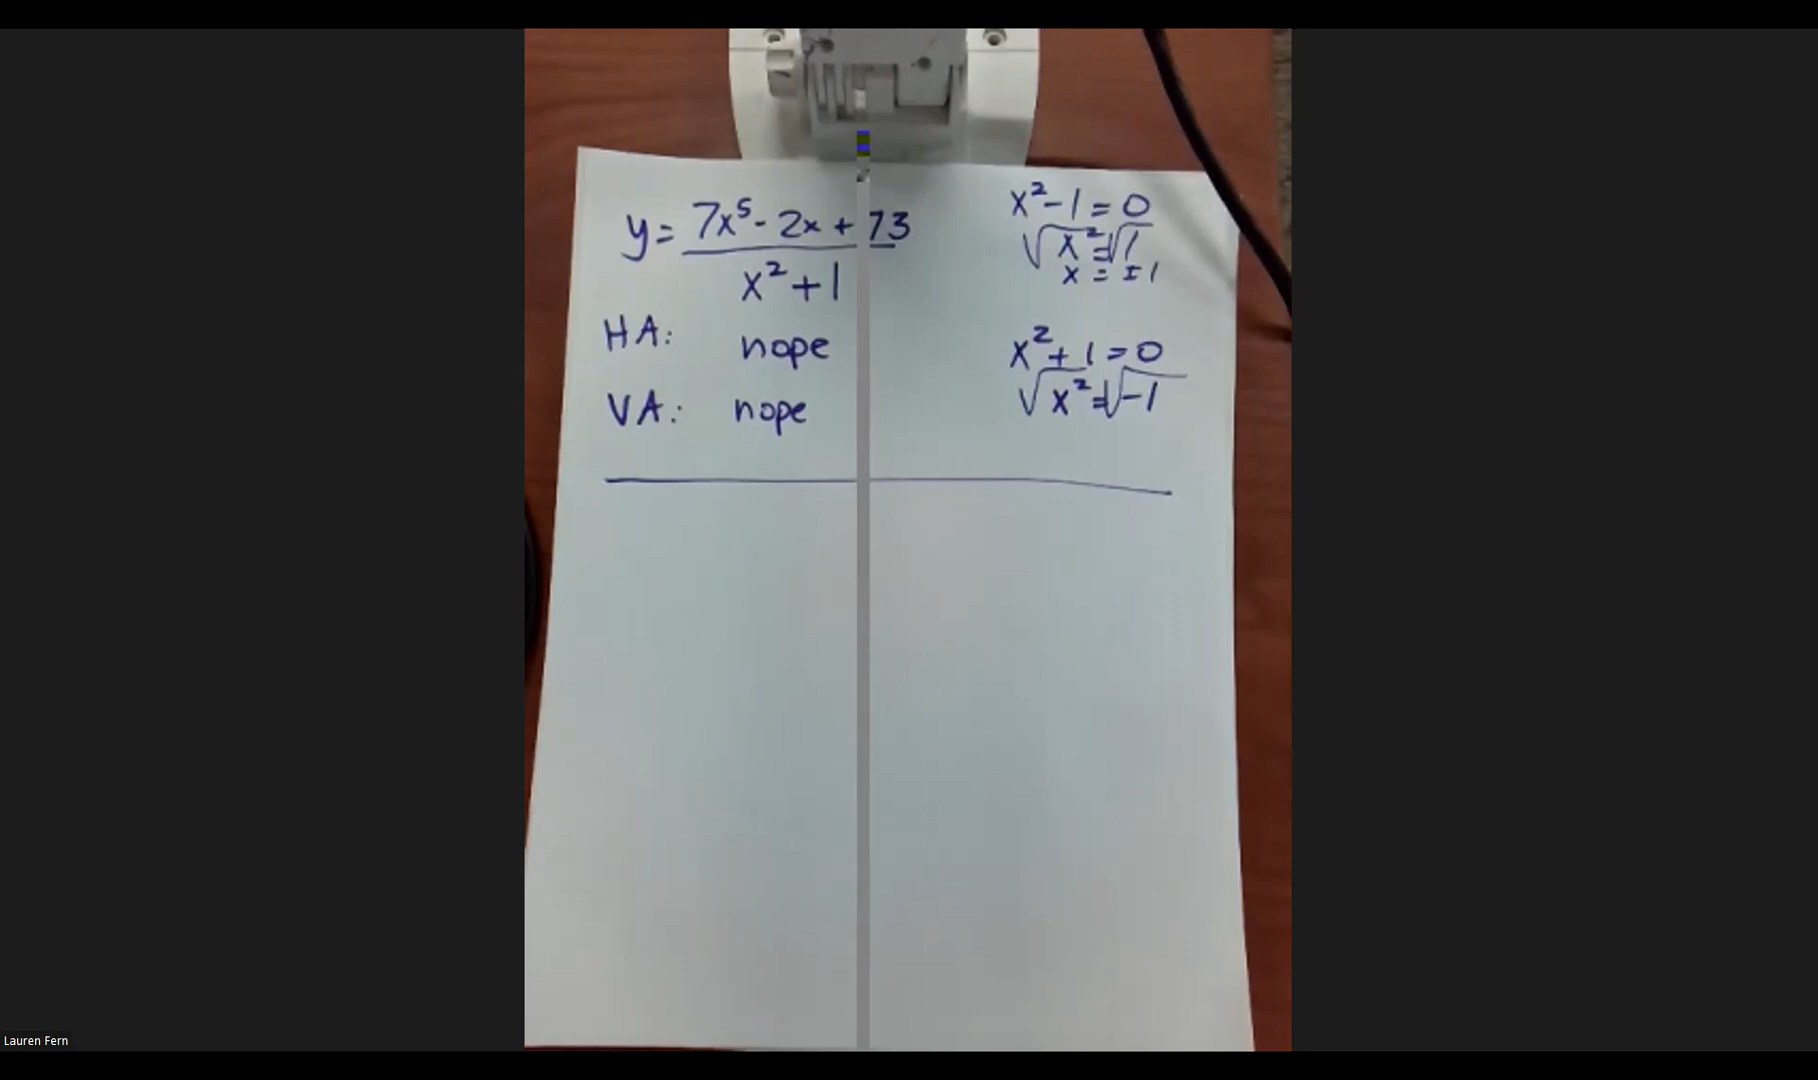 y = (7x⁵ - 2x + 73)/(x² + 1)
HA: nope
VA: nope
x² - 1 = 0
√x² = √1
x = ±1
x² + 1 = 0
√x² = √-1
Lauren Fern